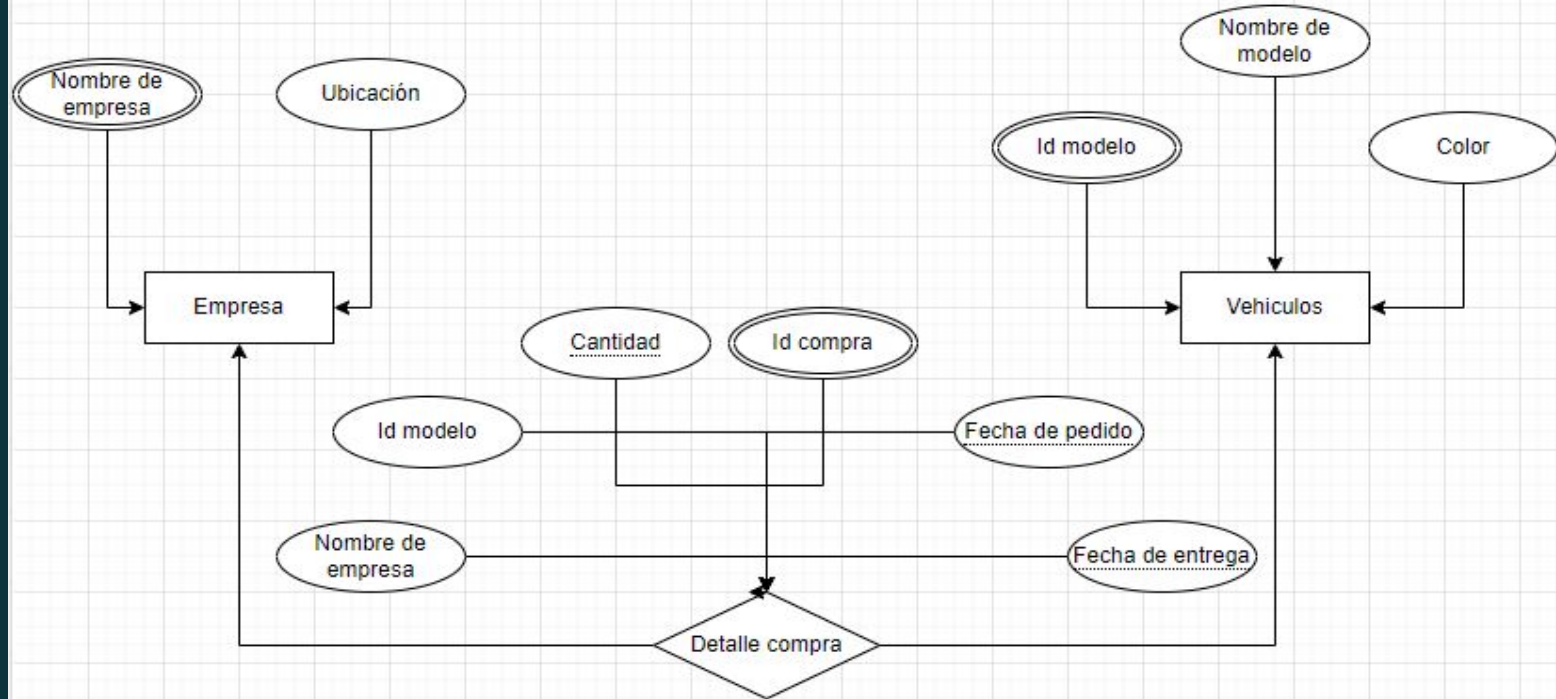 Nombre de
modelo
Nombre de
empresa
Ubicación
Id modelo
Color
Empresa
Vehiculos
Cantidad
Id compra
Id modelo
Fecha de pedido
Nombre de
empresa
Fecha de entrega
Detalle compra